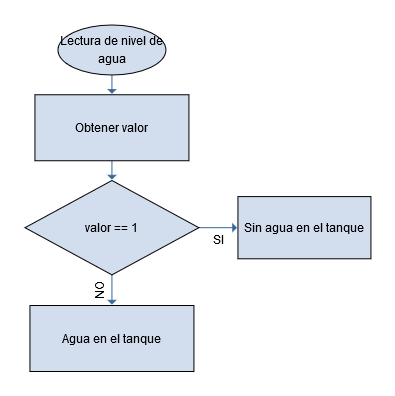 Lectura de nivel de
agua
Obtener valor
valor == 1
SI
Sin agua en el tanque
NO
Agua en el tanque